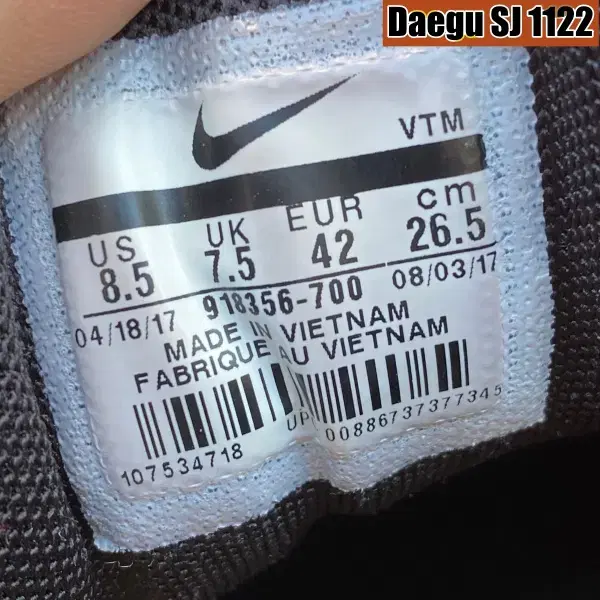 Daegu SJ 1122
VTM
US UK EUR cm
8.5 7.5 42 26.5
04/18/17 918356-700 08/03/17
MADE IN VIETNAM
FABRIQUE AU VIETNAM
107534718 UP 00886737377345